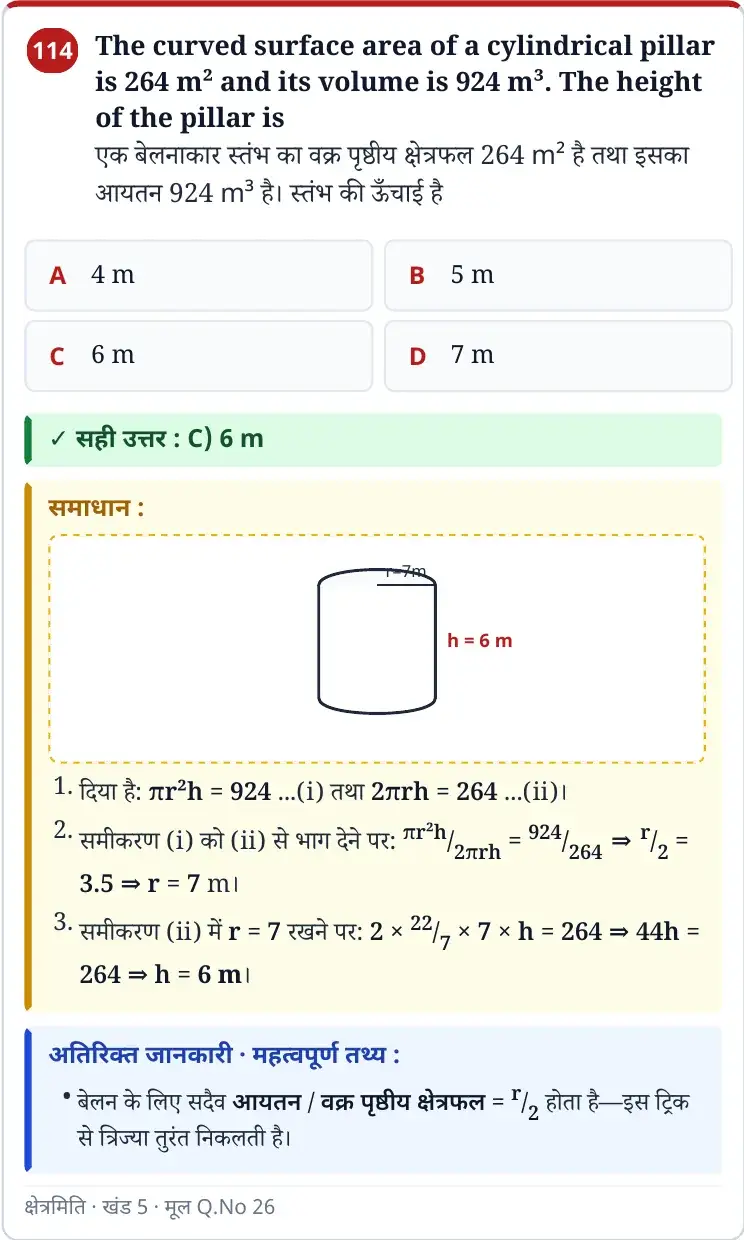 114
The curved surface area of a cylindrical pillar
is 264 m² and its volume is 924 m³. The height
of the pillar is
एक बेलनाकार स्तंभ का वक्र पृष्ठीय क्षेत्रफल 264 m² है तथा इसका
आयतन 924 m³ है। स्तंभ की ऊँचाई है
A 4 m
B 5 m
C 6 m
D 7 m
✓ सही उत्तर : C) 6 m
समाधान :
r=7m
h = 6 m
1. दिया है: πr²h = 924 ...(i) तथा 2πrh = 264 ...(ii)।
2. समीकरण (i) को (ii) से भाग देने पर: πr²h/2πrh = 924/264 ⇒ r/2 =
3.5 ⇒ r = 7 m।
3. समीकरण (ii) में r = 7 रखने पर: 2 × 22/7 × 7 × h = 264 ⇒ 44h =
264 ⇒ h = 6 m।
अतिरिक्त जानकारी · महत्वपूर्ण तथ्य :
• बेलन के लिए सदैव आयतन / वक्र पृष्ठीय क्षेत्रफल = r/2 होता है—इस ट्रिक
से त्रिज्या तुरंत निकलती है।
क्षेत्रमिति · खंड 5 · मूल Q.No 26